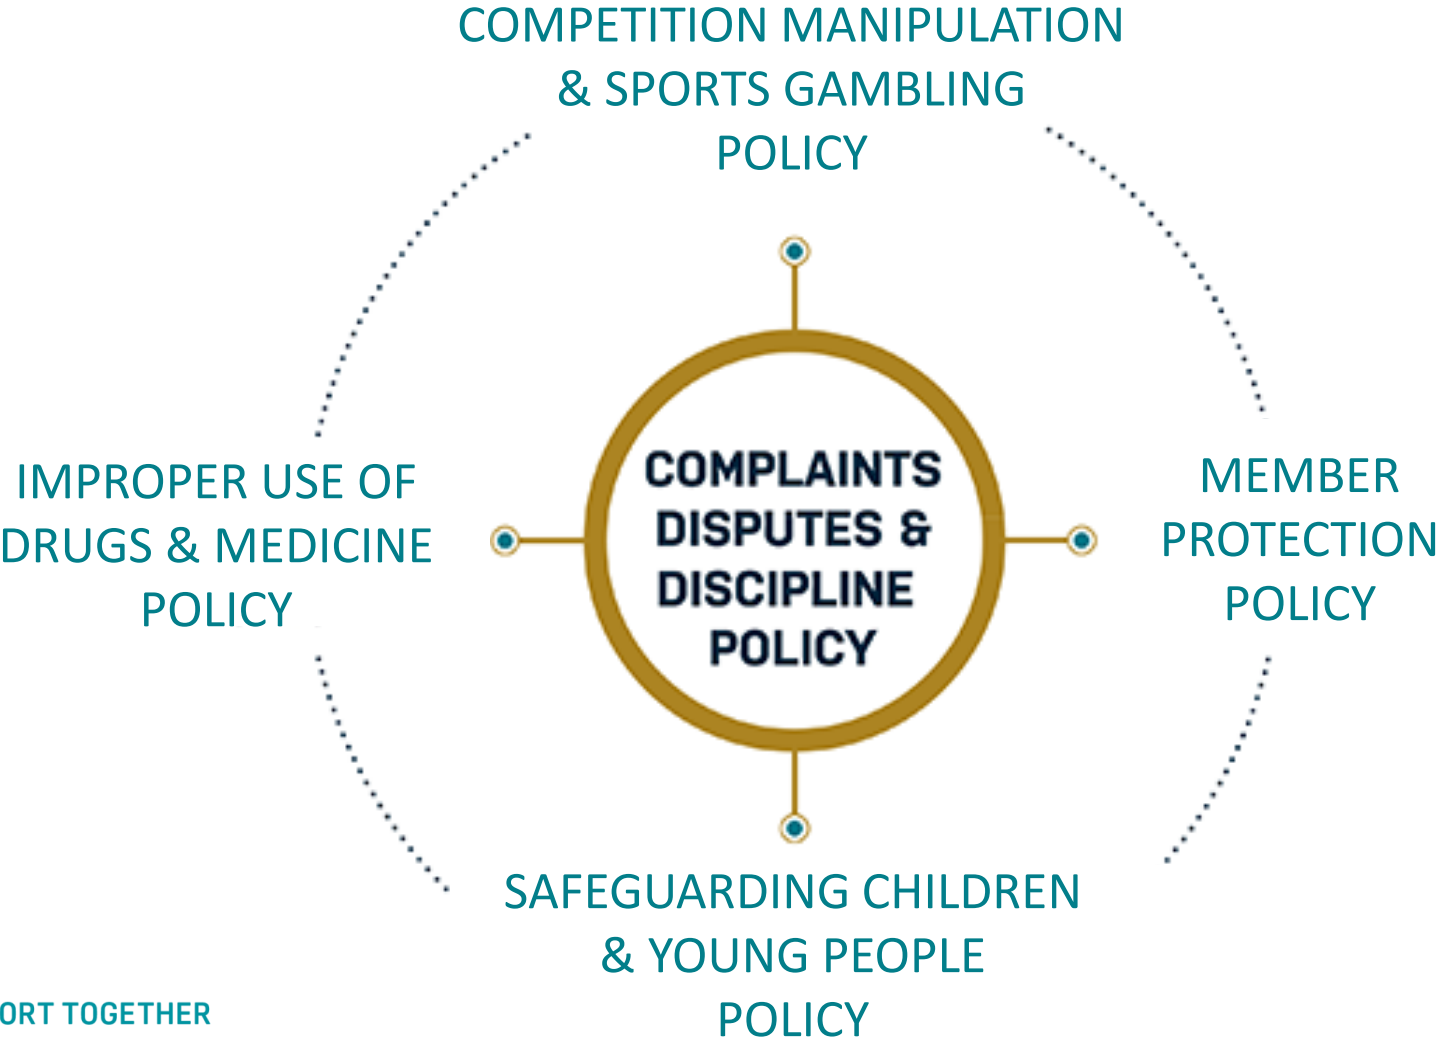 COMPETITION MANIPULATION
& SPORTS GAMBLING
POLICY
IMPROPER USE OF
DRUGS & MEDICINE
POLICY
COMPLAINTS
DISPUTES &
DISCIPLINE
POLICY
MEMBER
PROTECTION
POLICY
SAFEGUARDING CHILDREN
& YOUNG PEOPLE
POLICY
ORT TOGETHER